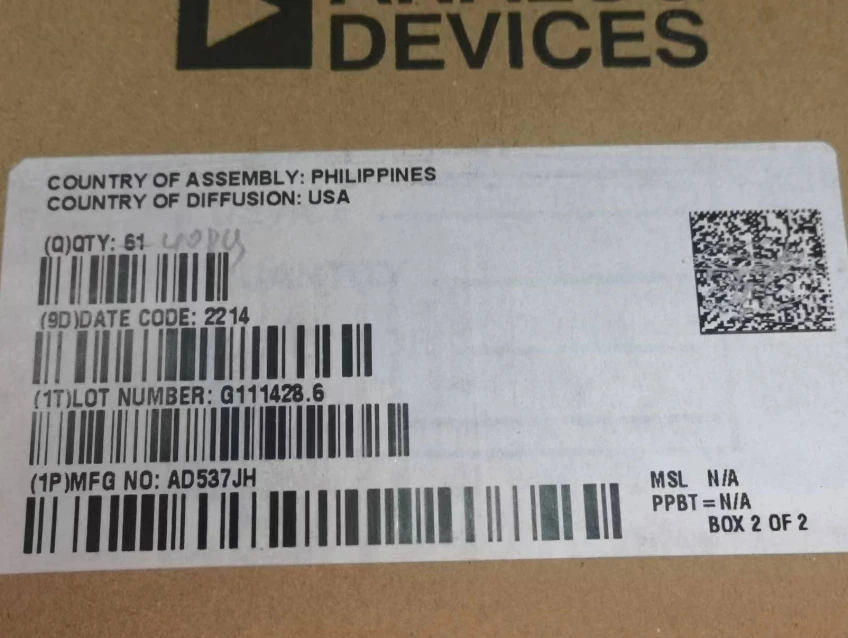 DEVICES
COUNTRY OF ASSEMBLY: PHILIPPINES
COUNTRY OF DIFFUSION: USA
(Q)QTY: 61
(9D)DATE CODE: 2214
(1T)LOT NUMBER: G111428.6
(1P)MFG NO: AD537JH
MSL N/A
PPBT=N/A
BOX 2 OF 2